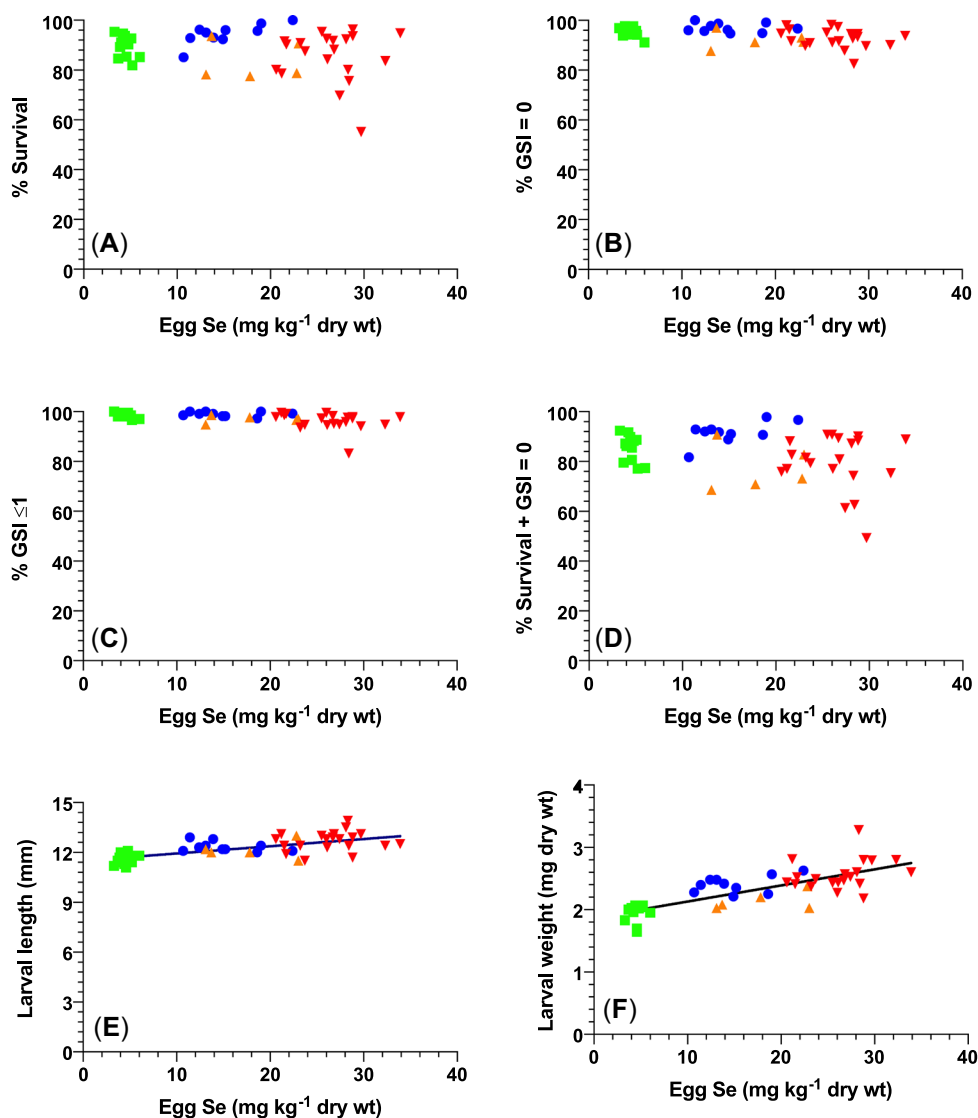 100
80
60
40
20
0
% Survival
(A)
0 10 20 30 40
Egg Se (mg kg⁻¹ dry wt)
100
80
60
40
20
0
% GSI = 0
(B)
0 10 20 30 40
Egg Se (mg kg⁻¹ dry wt)
100
80
60
40
20
0
% GSI ≤1
(C)
0 10 20 30 40
Egg Se (mg kg⁻¹ dry wt)
100
80
60
40
20
0
% Survival + GSI = 0
(D)
0 10 20 30 40
Egg Se (mg kg⁻¹ dry wt)
15
12
9
6
3
0
Larval length (mm)
(E)
0 10 20 30 40
Egg Se (mg kg⁻¹ dry wt)
4
3
2
1
0
Larval weight (mg dry wt)
(F)
0 10 20 30 40
Egg Se (mg kg⁻¹ dry wt)